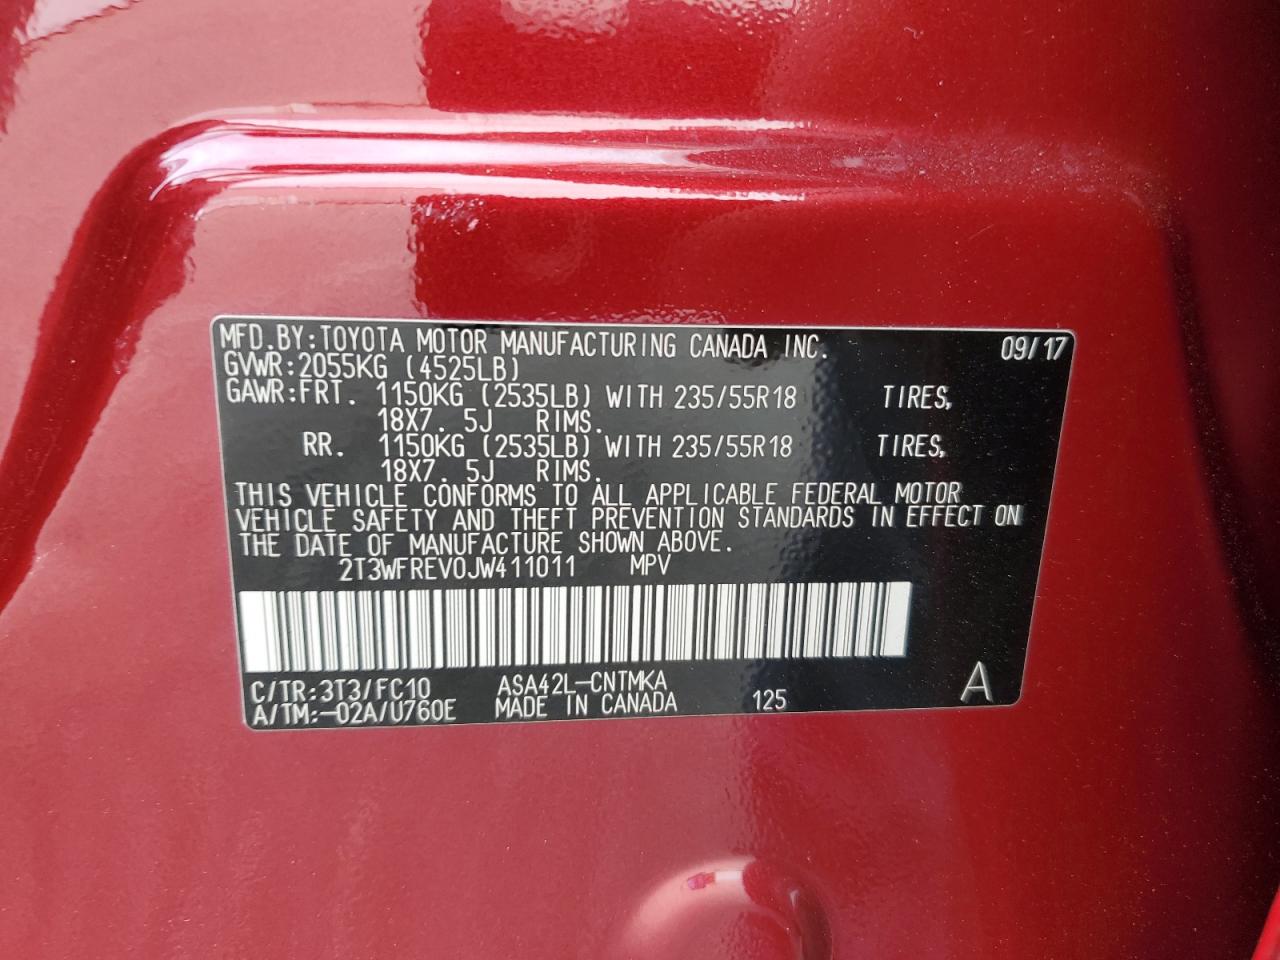 MFD.BY:TOYOTA MOTOR MANUFACTURING CANADA INC. 09/17
GVWR:2055KG (4525LB)
GAWR:FRT. 1150KG (2535LB) WITH 235/55R18 TIRES,
18X7. 5J RIMS.
RR. 1150KG (2535LB) WITH 235/55R18 TIRES,
18X7. 5J RIMS.
THIS VEHICLE CONFORMS TO ALL APPLICABLE FEDERAL MOTOR
VEHICLE SAFETY AND THEFT PREVENTION STANDARDS IN EFFECT ON
THE DATE OF MANUFACTURE SHOWN ABOVE.
2T3WFREV0JW411011 MPV
C/TR:3T3/FC10 ASA42L-CNTMKA
A/TM:-02A/U760E MADE IN CANADA 125 A